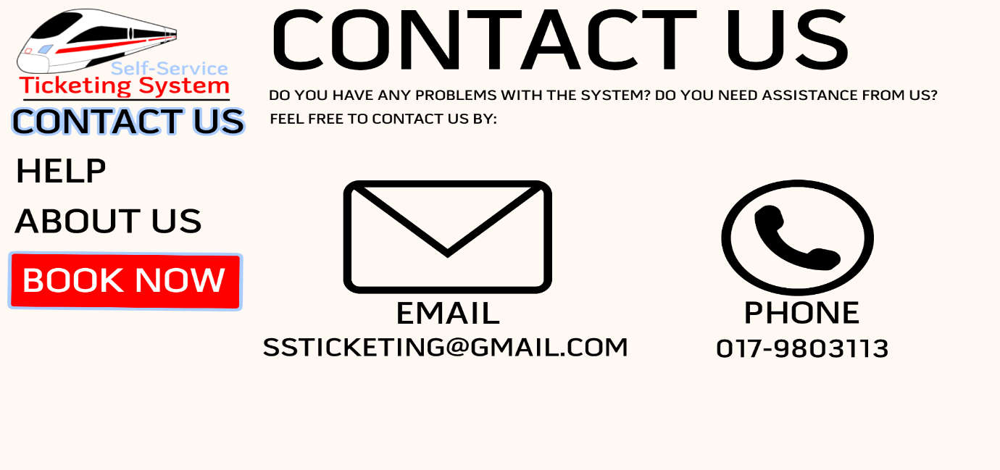 Self-Service
Ticketing System
CONTACT US
HELP
ABOUT US
BOOK NOW
CONTACT US
DO YOU HAVE ANY PROBLEMS WITH THE SYSTEM? DO YOU NEED ASSISTANCE FROM US?
FEEL FREE TO CONTACT US BY:
EMAIL
SSTICKETING@GMAIL.COM
PHONE
017-9803113